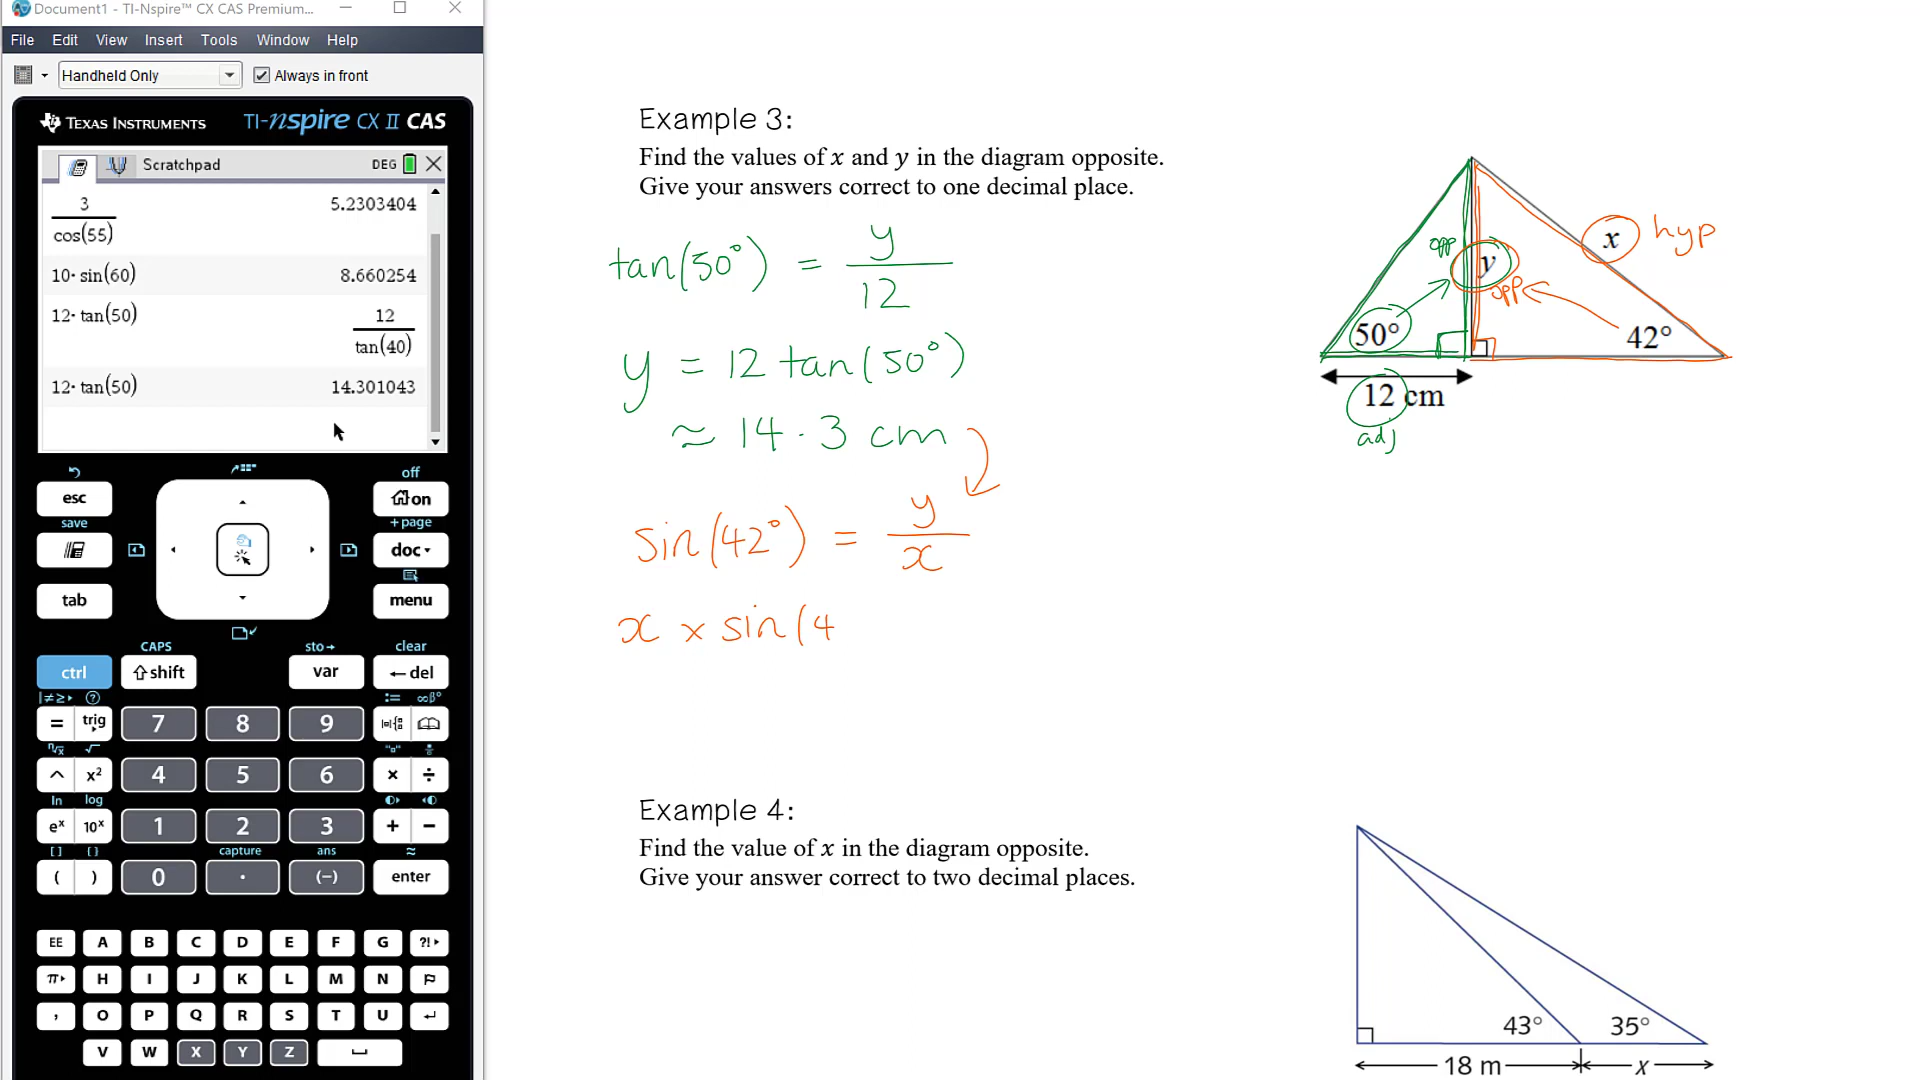 Document1 - TI-Nspire™ CX CAS Premium...
File Edit View Insert Tools Window Help
Handheld Only Always in front
TEXAS INSTRUMENTS TI-nspire CX II CAS
Scratchpad DEG
3
cos(55)
5.2303404
10· sin(60) 8.660254
12· tan(50)
12
tan(40)
12· tan(50) 14.301043
off
esc on
save + page
doc
tab menu
CAPS sto→ clear
ctrl shift var ←del
|≠≥▸ ? := ∞β°
= trig 7 8 9
ⁿ√x √
^ x² 4 5 6 × ÷
ln log
eˣ 10ˣ 1 2 3 + −
[ ] { } capture ans ≈
( ) 0 . (−) enter
EE A B C D E F G ?!▸
π▸ H I J K L M N
, O P Q R S T U ↵
V W X Y Z
Example 3:
Find the values of x and y in the diagram opposite.
Give your answers correct to one decimal place.
tan(50°) = y
12
y = 12 tan(50°)
≈ 14·3 cm
sin(42°) = y
x
x × sin(4
x hyp
opp y
opp
50° 42°
12 cm
adj
Example 4:
Find the value of x in the diagram opposite.
Give your answer correct to two decimal places.
43° 35°
18 m x